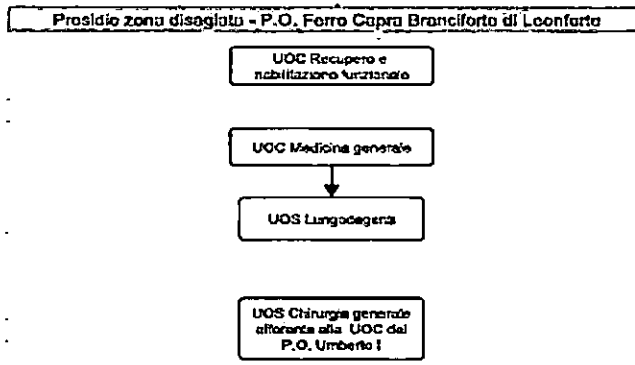 Presidio zona disagiata - P.O. Ferro Capra Branciforte di Leonforte
UOC Recupero e
riabilitazione funzionale
UOC Medicina generale
UOS Lungodegenti
UOS Chirurgia generale
afferente alla UOC del
P.O. Umberto I